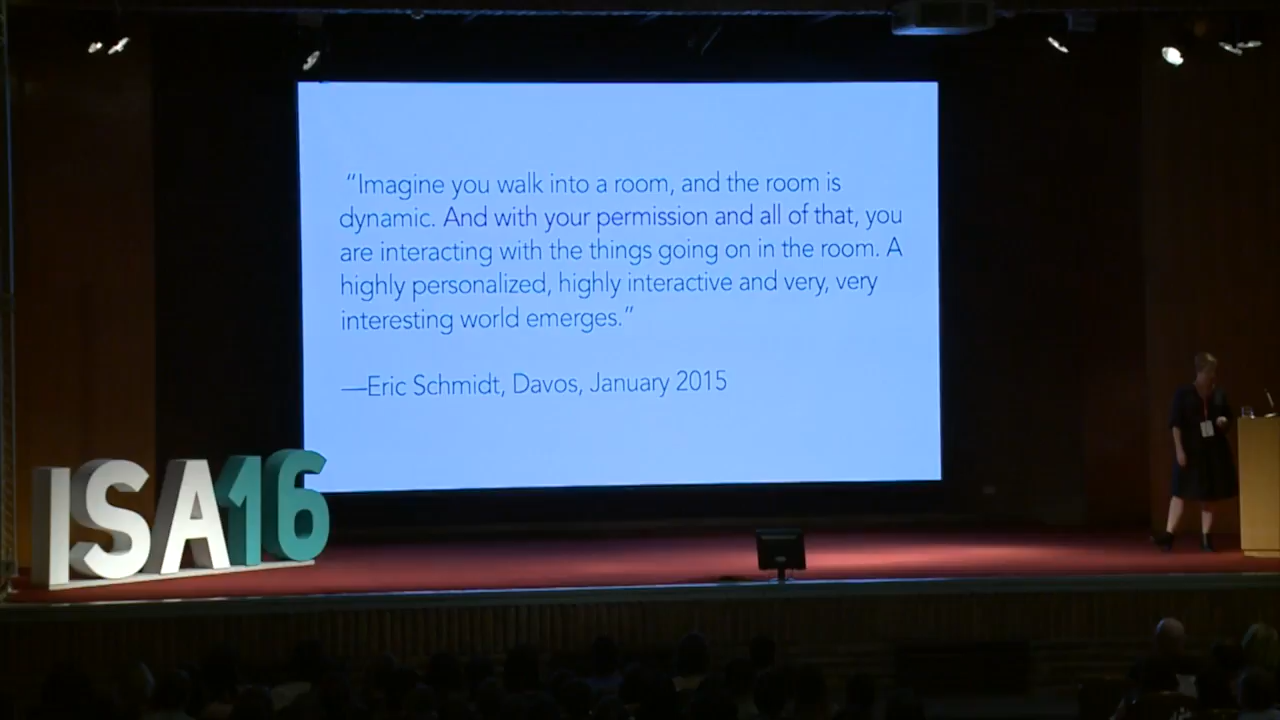 “Imagine you walk into a room, and the room is
dynamic. And with your permission and all of that, you
are interacting with the things going on in the room. A
highly personalized, highly interactive and very, very
interesting world emerges.”
—Eric Schmidt, Davos, January 2015
ISA16